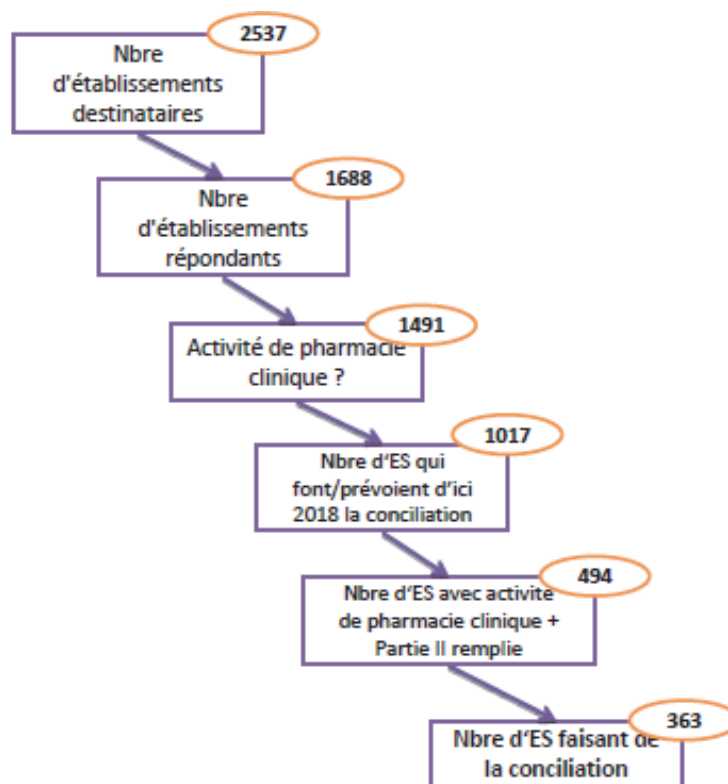 2537
Nbre
d'établissements
destinataires
1688
Nbre
d'établissements
répondants
1491
Activité de pharmacie
clinique ?
1017
Nbre d'ES qui
font/prévoient d'ici
2018 la conciliation
494
Nbre d'ES avec activite
de pharmacie clinique +
Partie II remplie
363
Nbre d'ES faisant de
la conciliation